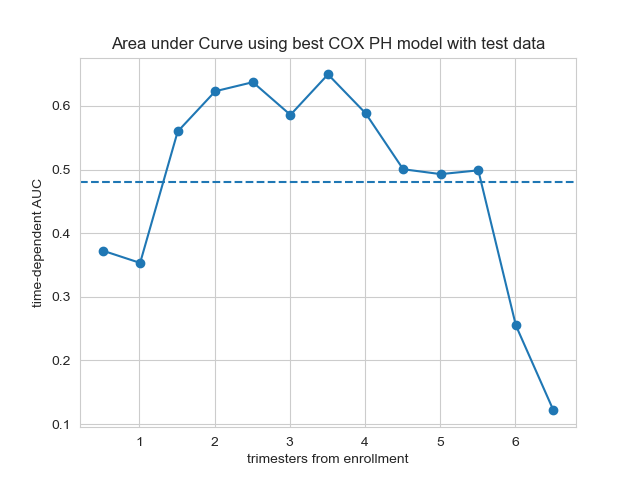 Area under Curve using best COX PH model with test data
time-dependent AUC
0.6
0.5
0.4
0.3
0.2
0.1
1 2 3 4 5 6
trimesters from enrollment